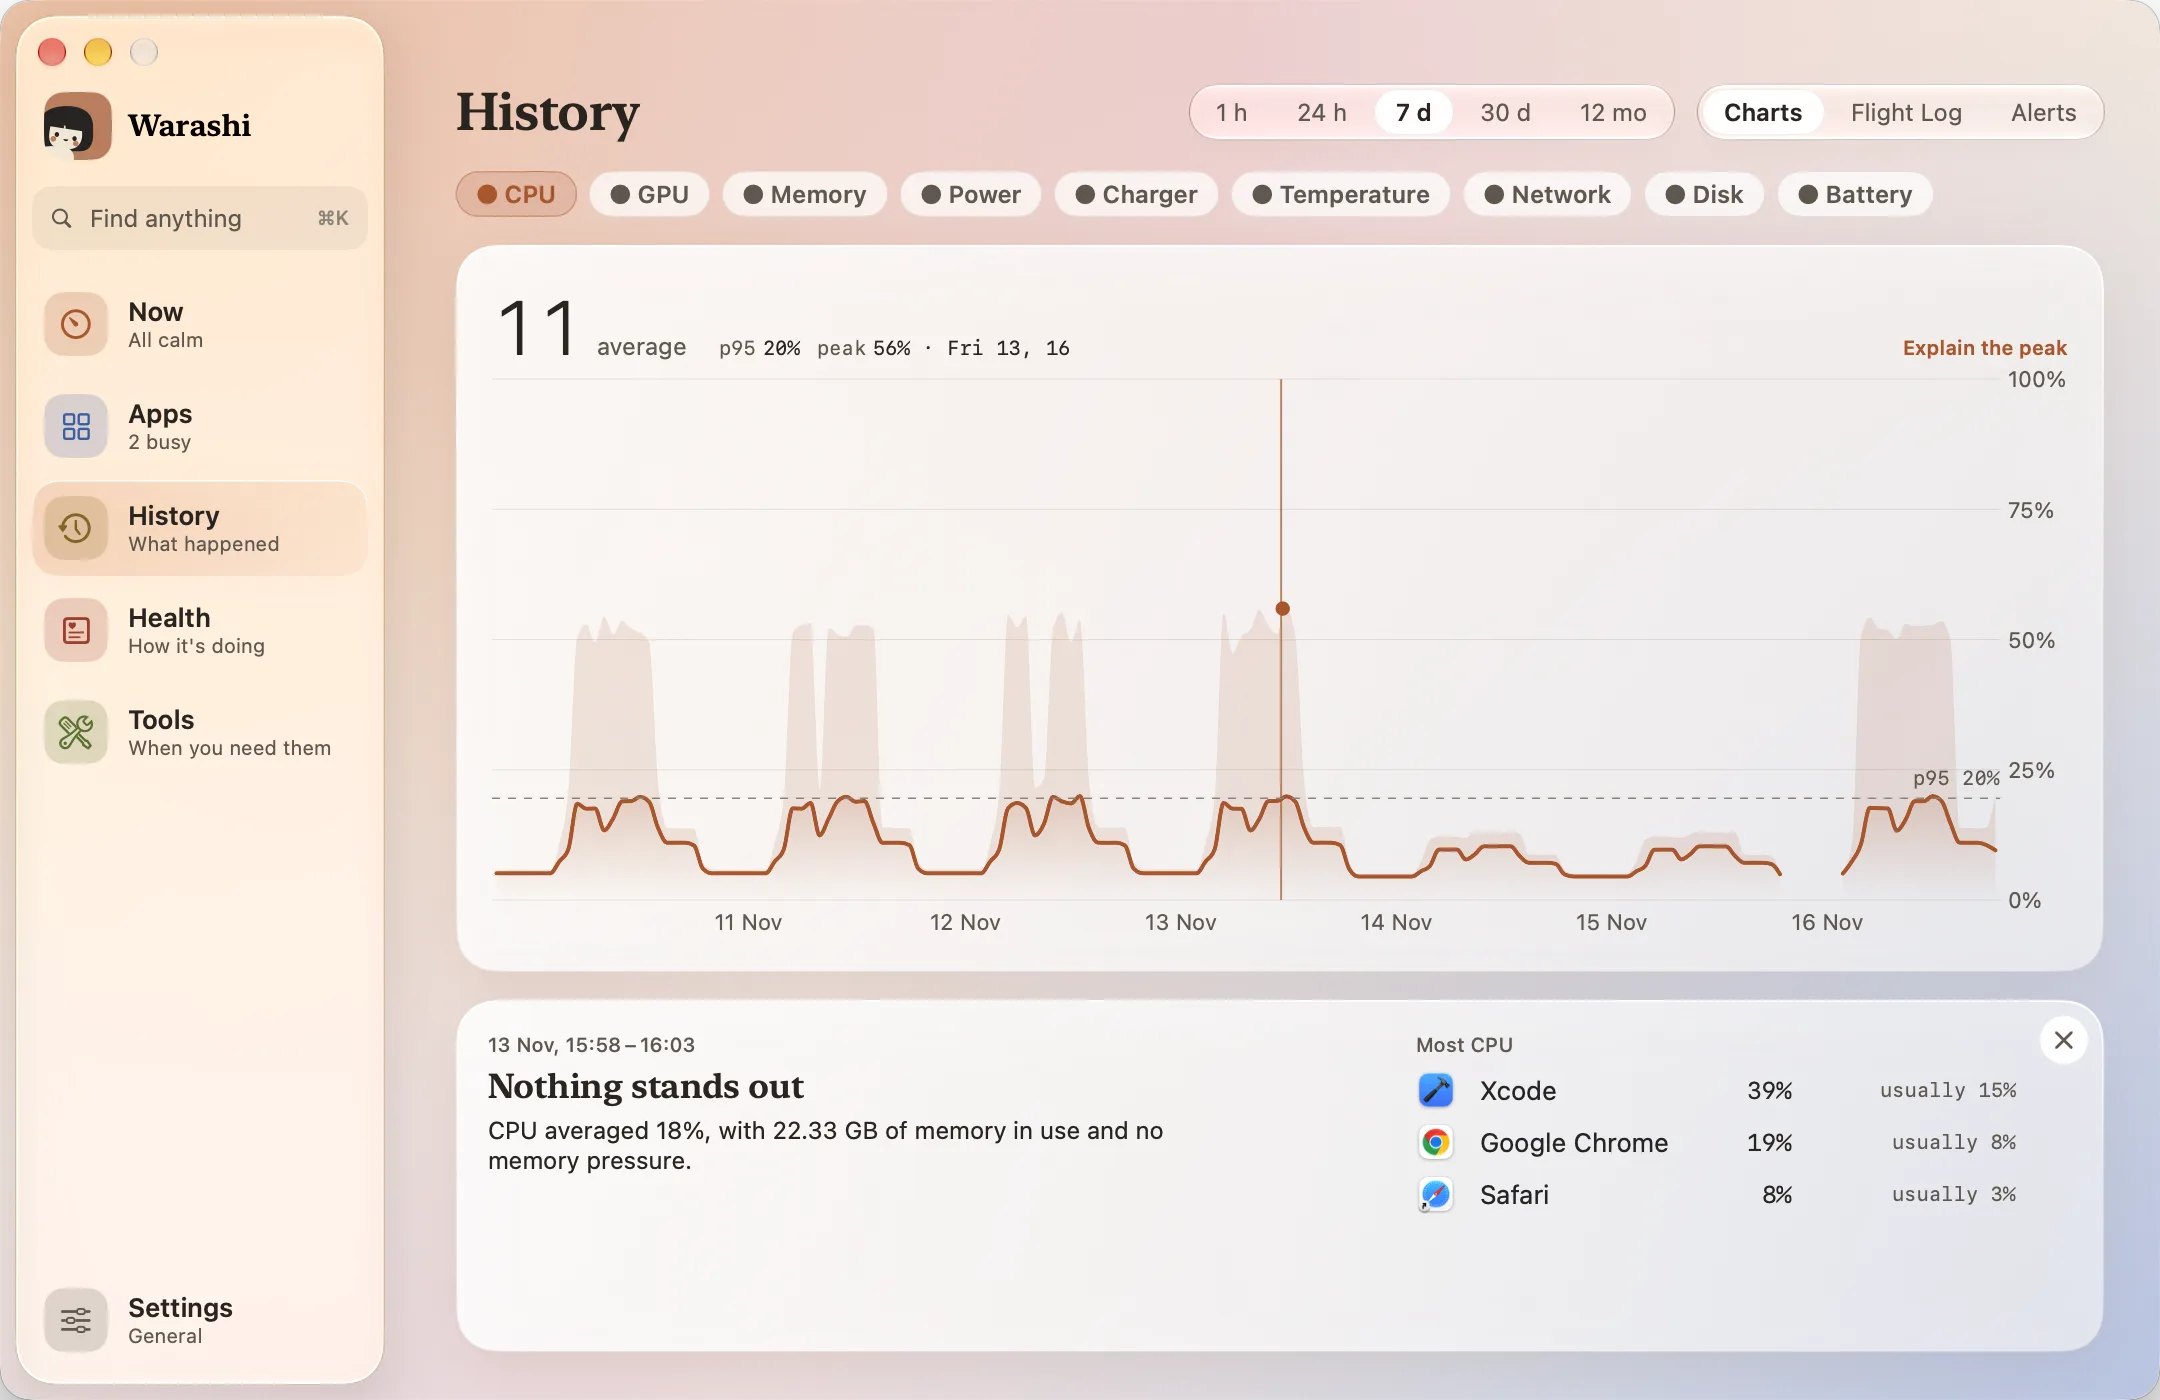 Warashi
Find anything ⌘K
Now
All calm
Apps
2 busy
History
What happened
Health
How it's doing
Tools
When you need them
Settings
General
History
1 h 24 h 7 d 30 d 12 mo
Charts Flight Log Alerts
CPU GPU Memory Power Charger Temperature Network Disk Battery
11 average p95 20% peak 56% · Fri 13, 16
Explain the peak
100%
75%
50%
25%
p95 20%
0%
11 Nov 12 Nov 13 Nov 14 Nov 15 Nov 16 Nov
13 Nov, 15:58–16:03
Nothing stands out
CPU averaged 18%, with 22.33 GB of memory in use and no
memory pressure.
Most CPU
Xcode 39% usually 15%
Google Chrome 19% usually 8%
Safari 8% usually 3%